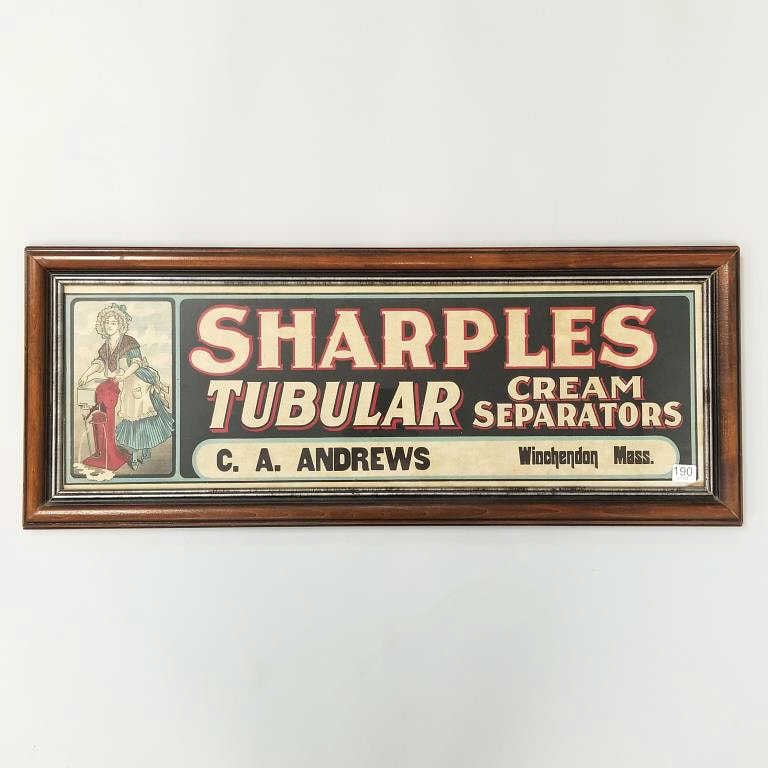 SHARPLES
TUBULAR CREAM SEPARATORS
C. A. ANDREWS Winchendon Mass.
190